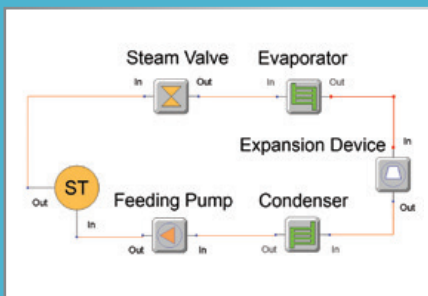 Steam Valve Evaporator
In Out In Out
Expansion Device
In
ST
Out
In
Feeding Pump Condenser
Out In Out In
Out